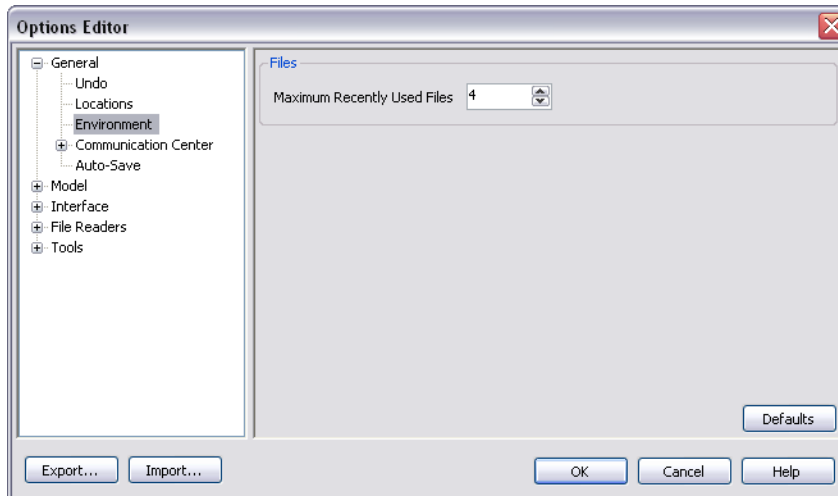 Options Editor
General
Undo
Locations
Environment
Communication Center
Auto-Save
Model
Interface
File Readers
Tools
Files
Maximum Recently Used Files 4
Defaults
Export... Import... OK Cancel Help